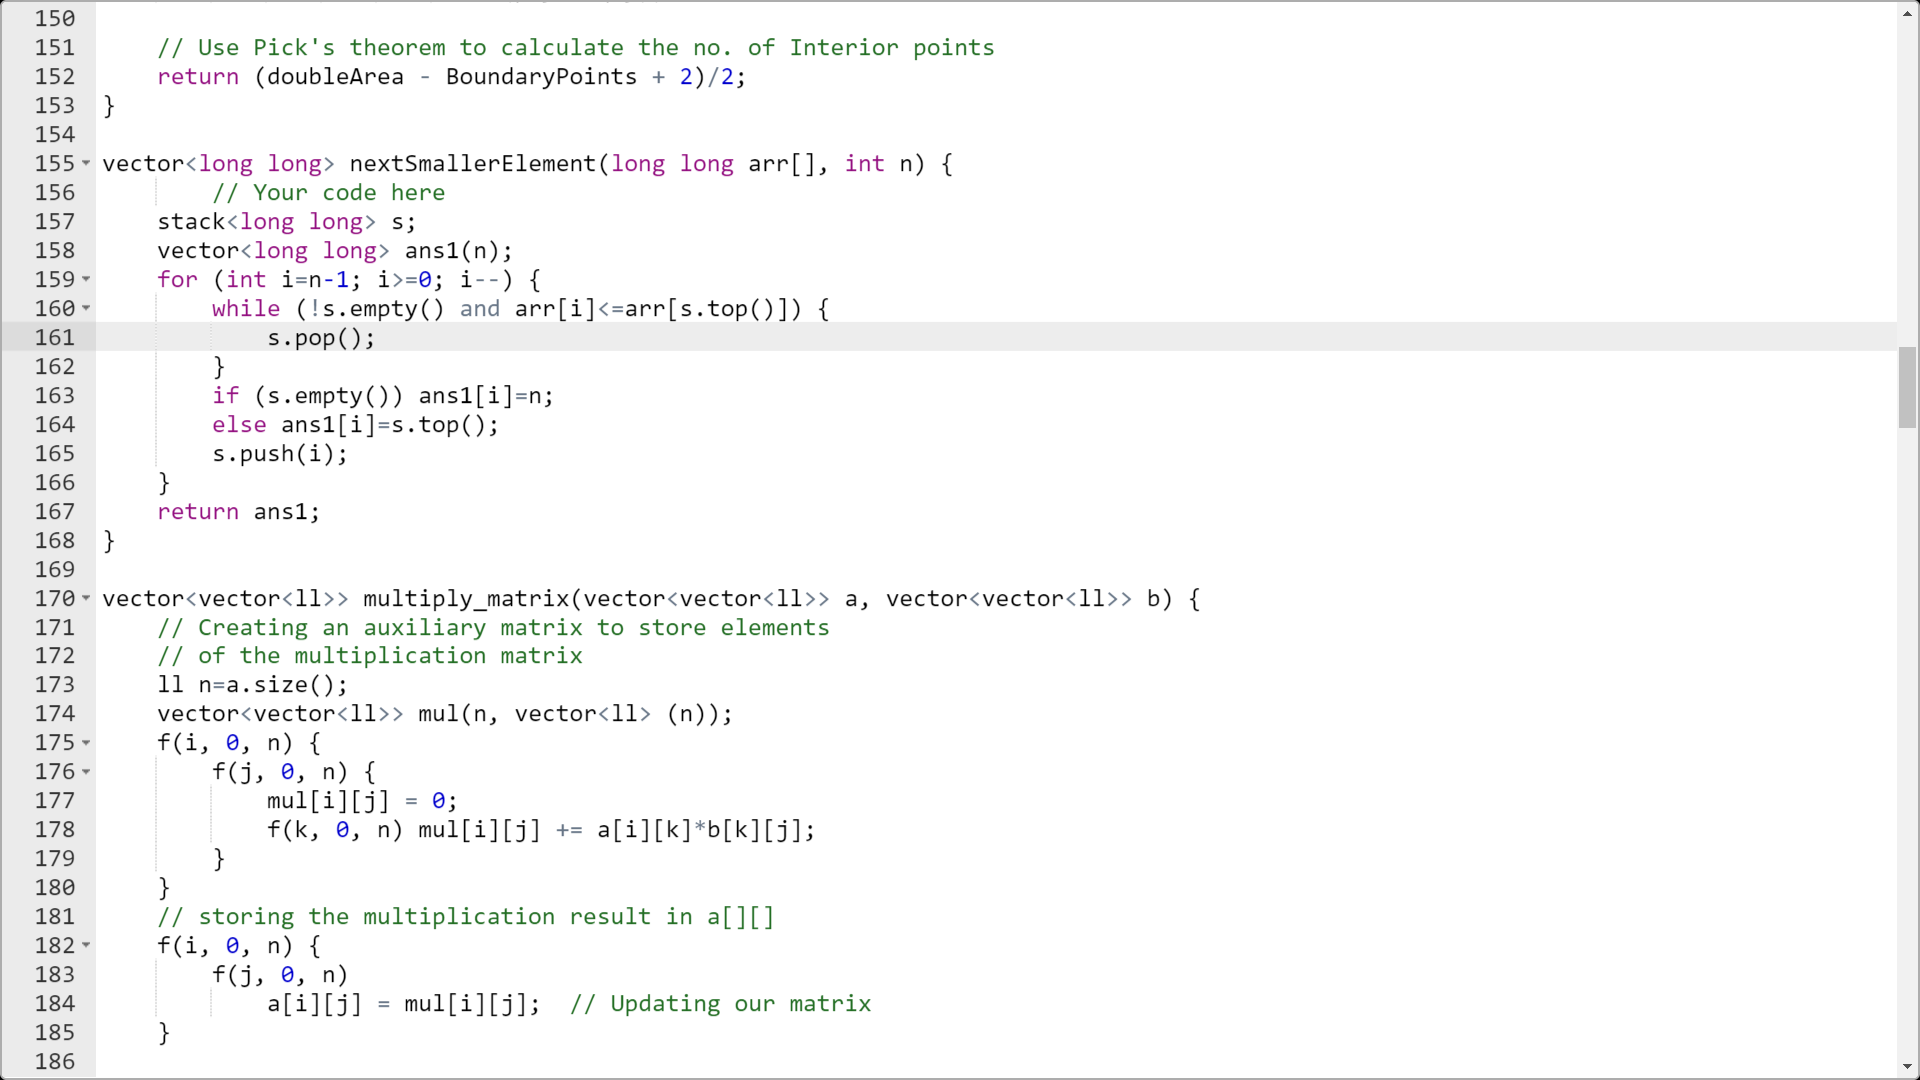 150
151     // Use Pick's theorem to calculate the no. of Interior points
152     return (doubleArea - BoundaryPoints + 2)/2;
153 }
154
155 vector<long long> nextSmallerElement(long long arr[], int n) {
156         // Your code here
157     stack<long long> s;
158     vector<long long> ans1(n);
159     for (int i=n-1; i>=0; i--) {
160         while (!s.empty() and arr[i]<=arr[s.top()]) {
161             s.pop();
162         }
163         if (s.empty()) ans1[i]=n;
164         else ans1[i]=s.top();
165         s.push(i);
166     }
167     return ans1;
168 }
169
170 vector<vector<ll>> multiply_matrix(vector<vector<ll>> a, vector<vector<ll>> b) {
171     // Creating an auxiliary matrix to store elements
172     // of the multiplication matrix
173     ll n=a.size();
174     vector<vector<ll>> mul(n, vector<ll> (n));
175     f(i, 0, n) {
176         f(j, 0, n) {
177             mul[i][j] = 0;
178             f(k, 0, n) mul[i][j] += a[i][k]*b[k][j];
179         }
180     }
181     // storing the multiplication result in a[][]
182     f(i, 0, n) {
183         f(j, 0, n)
184             a[i][j] = mul[i][j];  // Updating our matrix
185     }
186